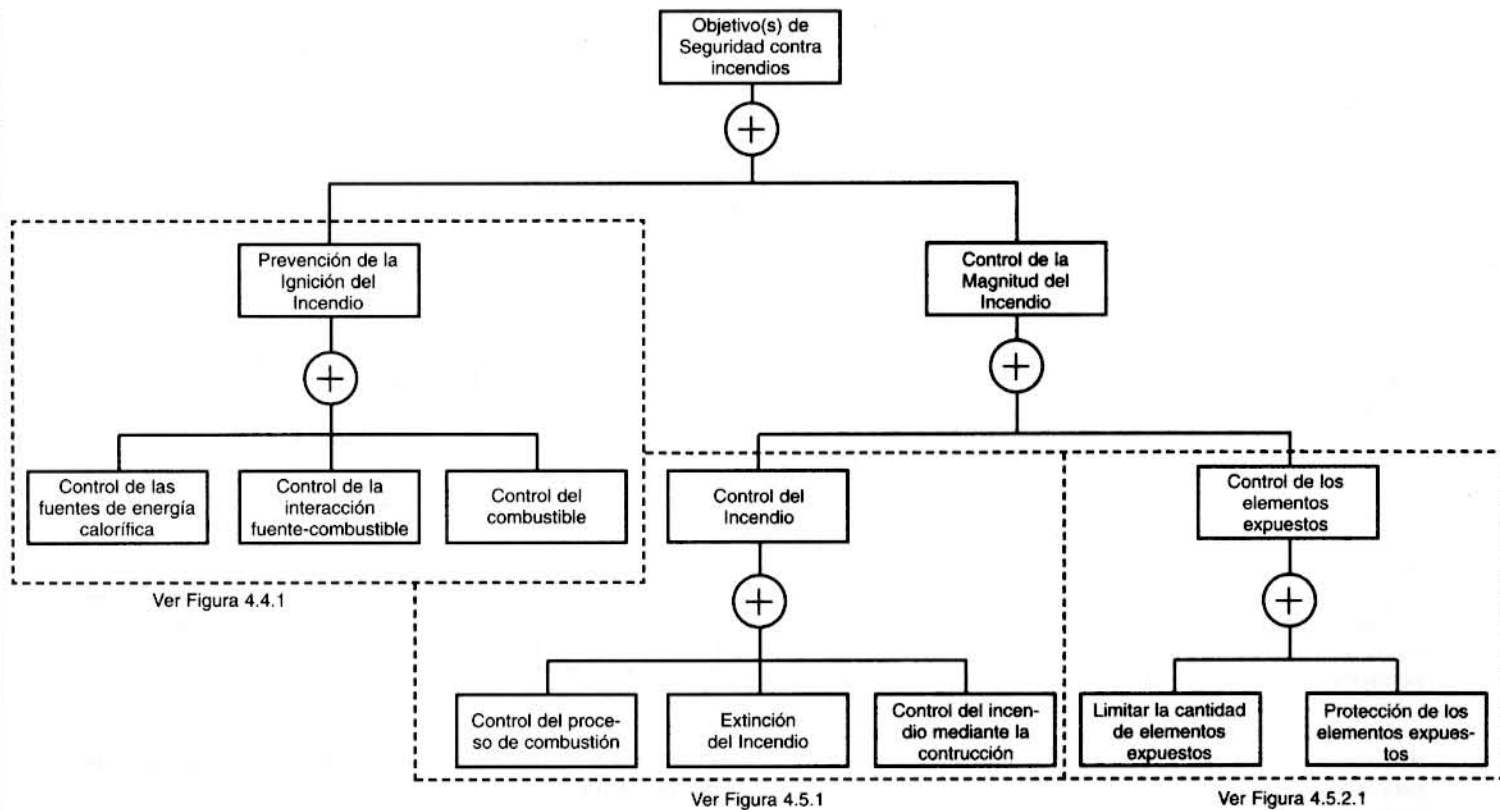 Objetivo(s) de
Seguridad contra
incendios
+
Prevención de la
Ignición del
Incendio
Control de la
Magnitud del
Incendio
+
+
Control de las
fuentes de energía
calorífica
Control de la
interacción
fuente-combustible
Control del
combustible
Control del
Incendio
Control de los
elementos
expuestos
Ver Figura 4.4.1
+
+
Control del proce-
so de combustión
Extinción
del Incendio
Control del incen-
dio mediante la
contrucción
Limitar la cantidad
de elementos
expuestos
Protección de los
elementos expues-
tos
Ver Figura 4.5.1
Ver Figura 4.5.2.1